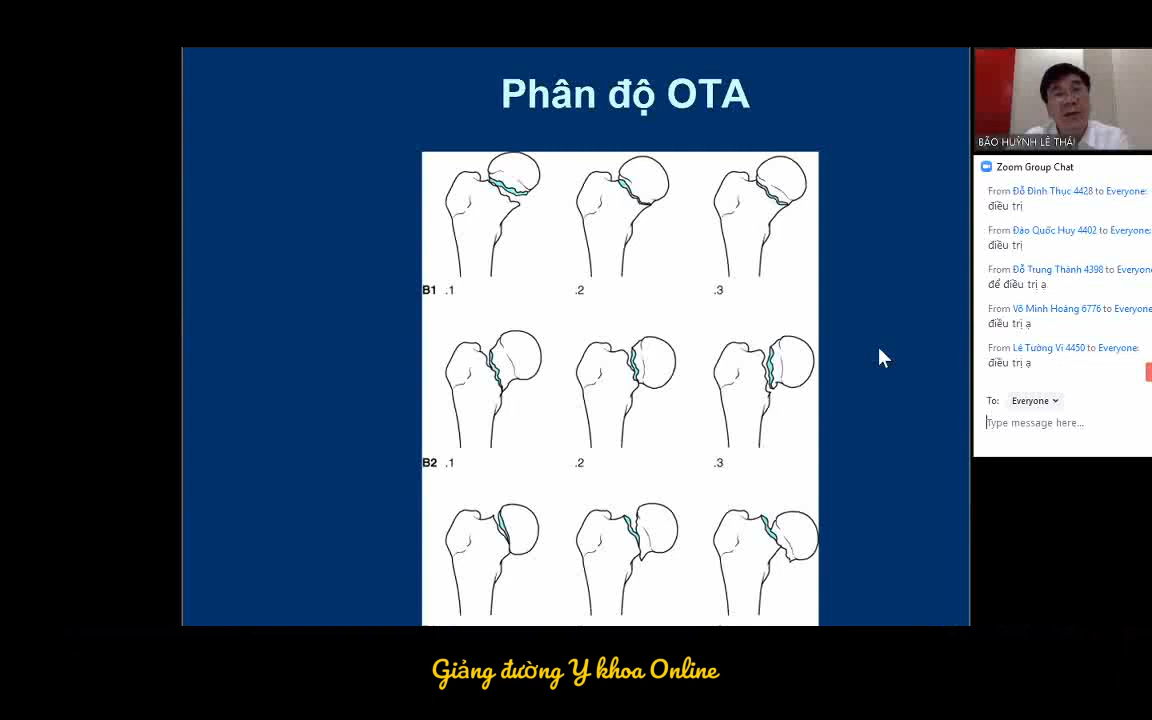 Phân độ OTA
B1 .1 .2 .3
B2 .1 .2 .3
BẢO HUỲNH LÊ THÁI
Zoom Group Chat
From Đỗ Đình Thục 4428 to Everyone:
điều trị
From Đào Quốc Huy 4402 to Everyone:
điều trị
From Đỗ Trung Thành 4398 to Everyon
để điều trị ạ
From Võ Minh Hoàng 6776 to Everyone
điều trị ạ
From Lê Tường Vi 4450 to Everyone:
điều trị ạ
To: Everyone
Type message here...
Giảng đường Y khoa Online